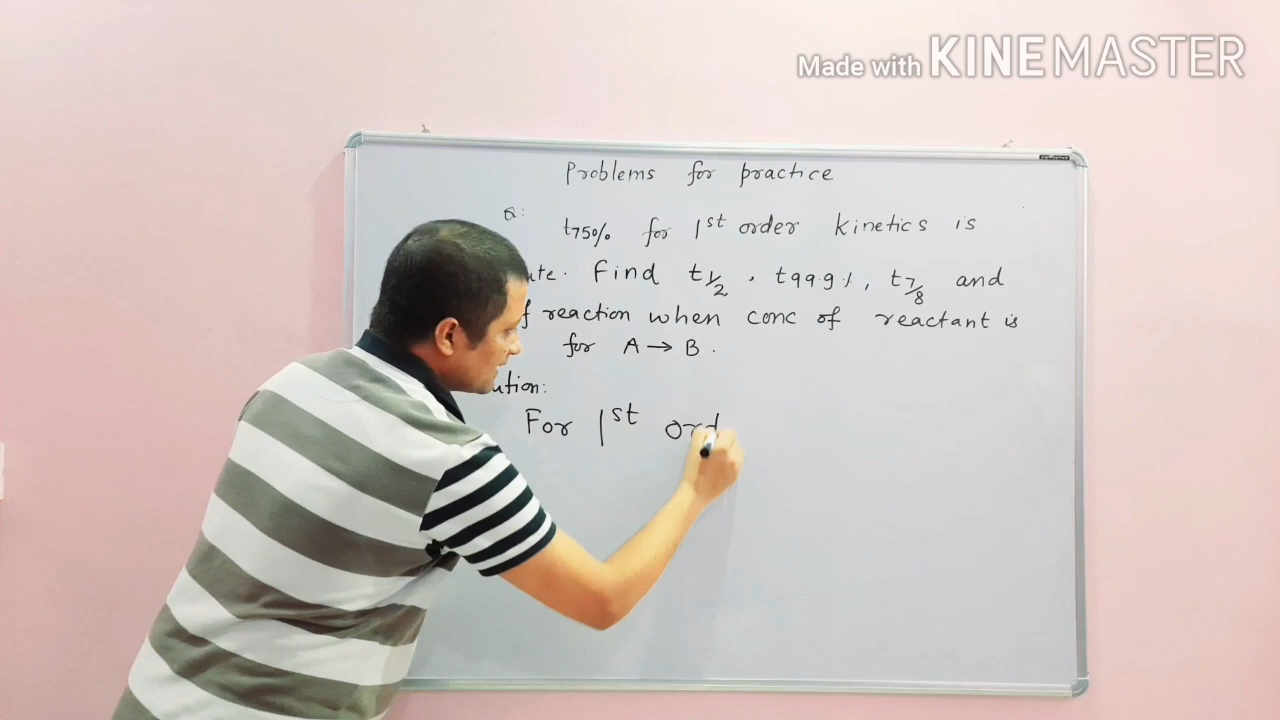 Made with KINEMASTER
Problems for practice
Q:
t75% for 1st order kinetics is
ute. Find t1/2, t99.9%, t7/8 and
f reaction when conc of reactant is
for A → B.
ution:
For 1st ord